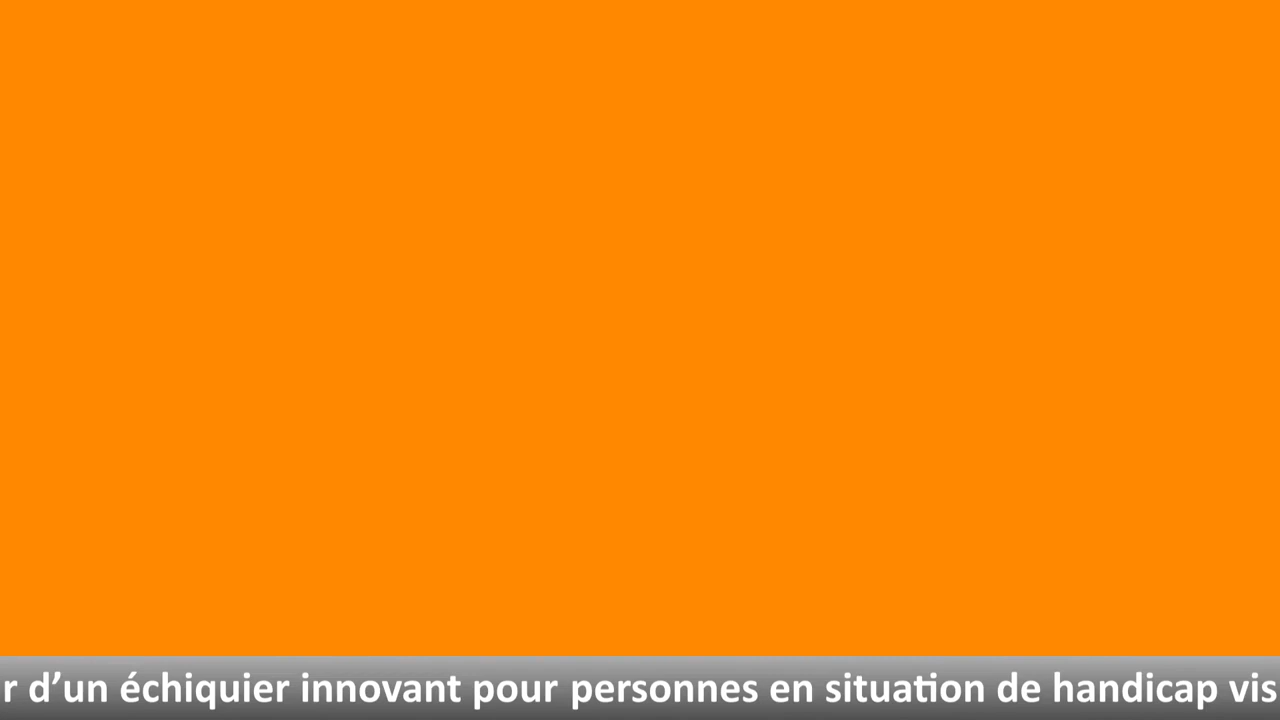 r d’un échiquier innovant pour personnes en situation de handicap vis